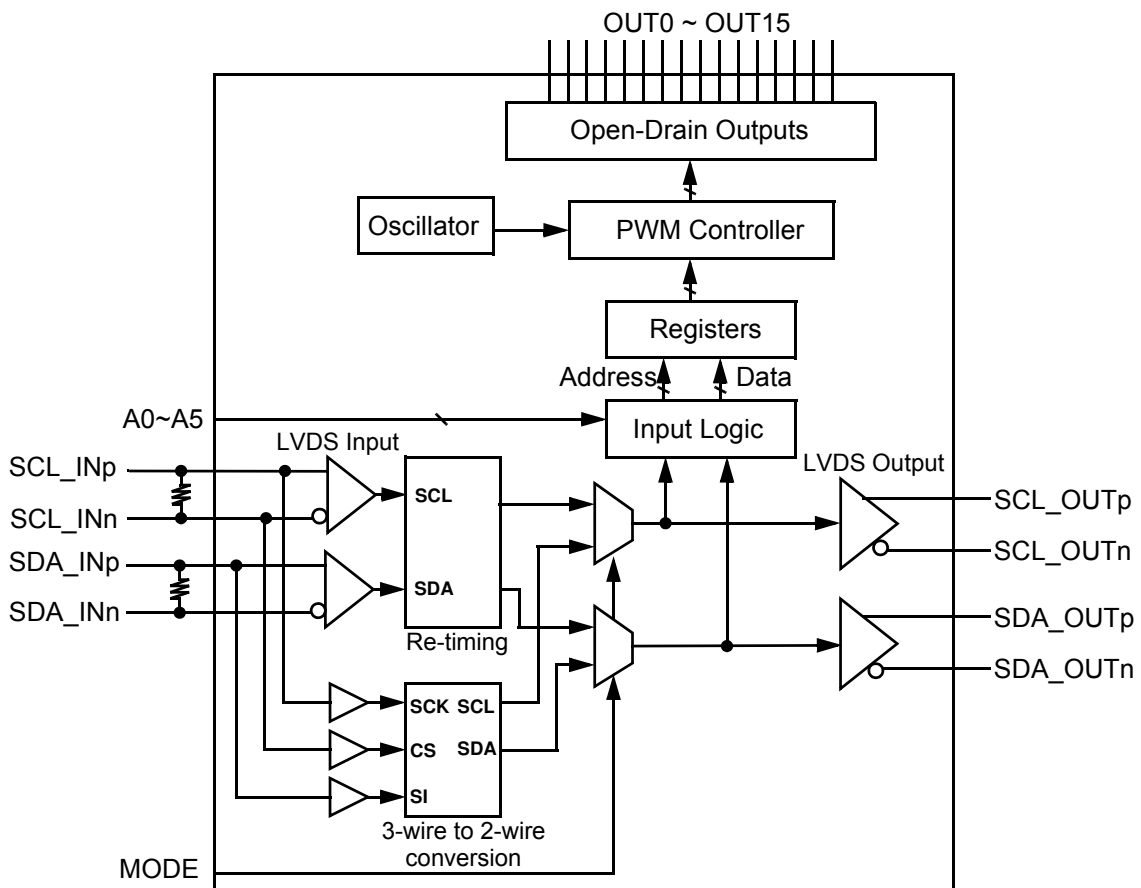 OUT0 ~ OUT15
Open-Drain Outputs
Oscillator
PWM Controller
Registers
Address
Data
A0~A5
Input Logic
LVDS Input
LVDS Output
SCL_INp
SCL_INn
SDA_INp
SDA_INn
SCL
SDA
Re-timing
SCL_OUTp
SCL_OUTn
SDA_OUTp
SDA_OUTn
SCK SCL
CS SDA
SI
3-wire to 2-wire
conversion
MODE